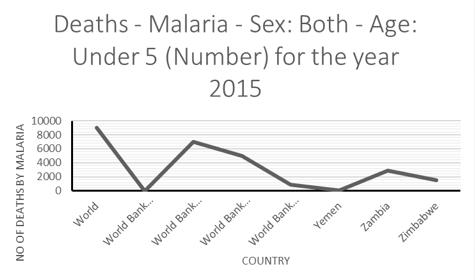 Deaths - Malaria - Sex: Both - Age:
Under 5 (Number) for the year
2015
NO OF DEATHS BY MALARIA
10000
8000
6000
4000
2000
0
World
World Bank...
World Bank...
World Bank...
World Bank...
Yemen
Zambia
Zimbabwe
COUNTRY